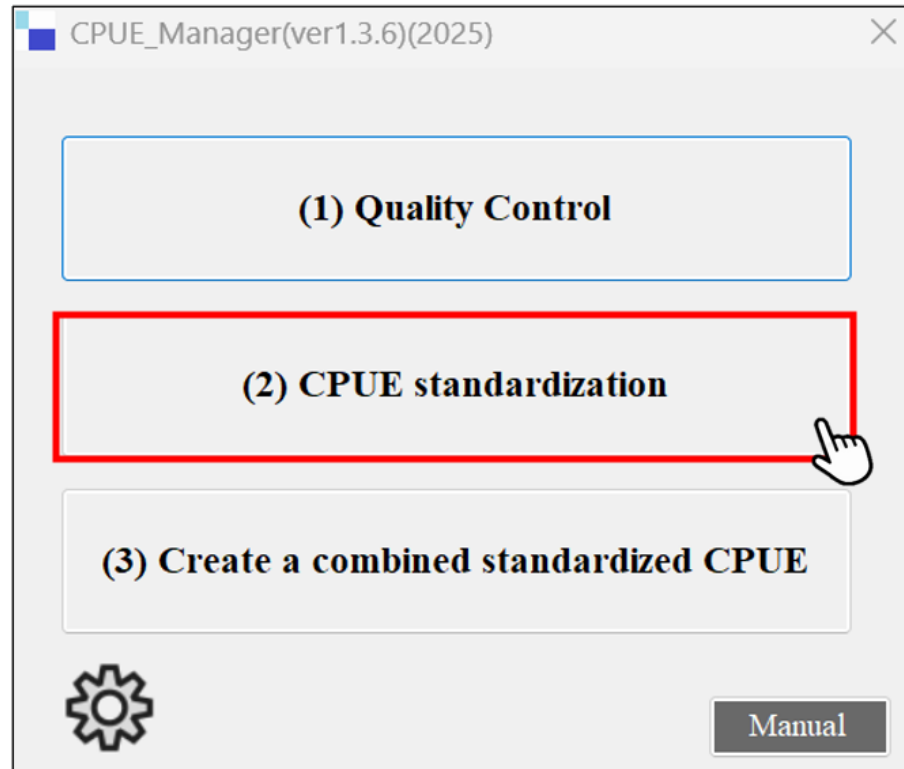 CPUE_Manager(ver1.3.6)(2025)
(1) Quality Control
(2) CPUE standardization
(3) Create a combined standardized CPUE
Manual